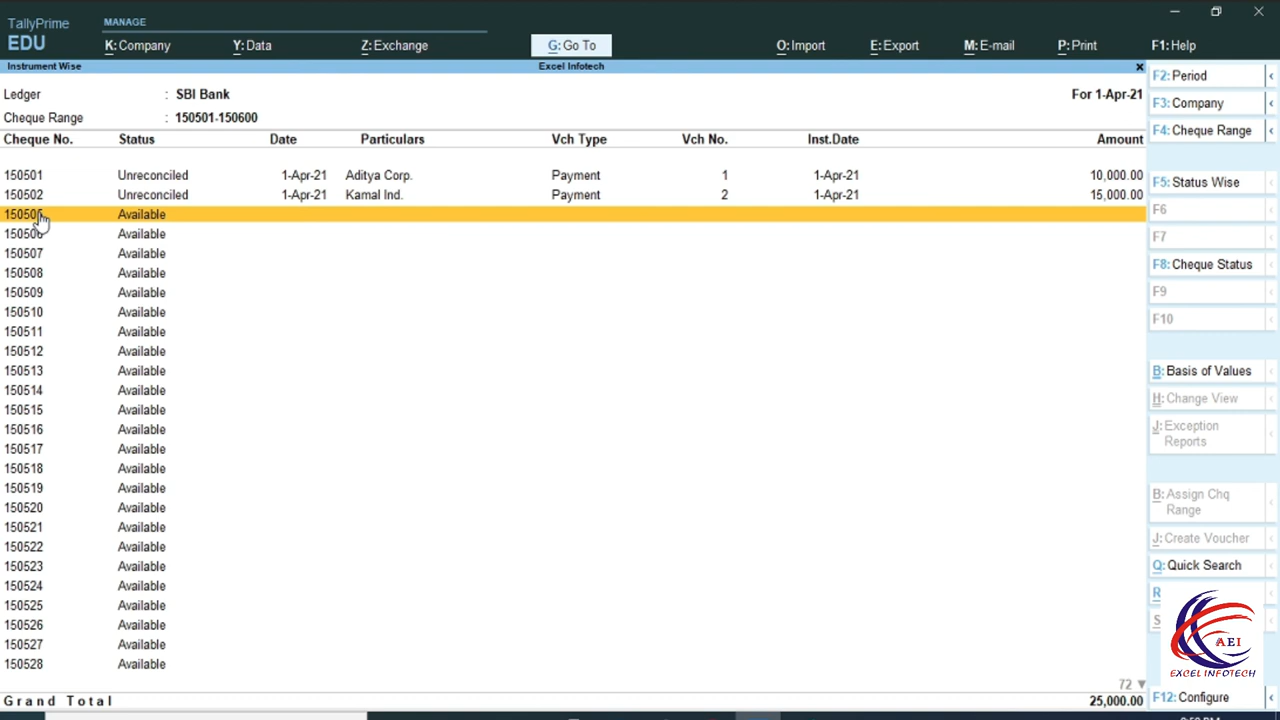 TallyPrime
EDU
MANAGE
K: Company Y: Data Z: Exchange G: Go To O: Import E: Export M: E-mail P: Print F1: Help
Instrument Wise Excel Infotech
Ledger : SBI Bank For 1-Apr-21
Cheque Range : 150501-150600
Cheque No. Status Date Particulars Vch Type Vch No. Inst.Date Amount
150501 Unreconciled 1-Apr-21 Aditya Corp. Payment 1 1-Apr-21 10,000.00
150502 Unreconciled 1-Apr-21 Kamal Ind. Payment 2 1-Apr-21 15,000.00
150505 Available
150506 Available
150507 Available
150508 Available
150509 Available
150510 Available
150511 Available
150512 Available
150513 Available
150514 Available
150515 Available
150516 Available
150517 Available
150518 Available
150519 Available
150520 Available
150521 Available
150522 Available
150523 Available
150524 Available
150525 Available
150526 Available
150527 Available
150528 Available
72
Grand Total 25,000.00
F2: Period
F3: Company
F4: Cheque Range
F5: Status Wise
F6
F7
F8: Cheque Status
F9
F10
B: Basis of Values
H: Change View
J: Exception
Reports
B: Assign Chq
Range
J: Create Voucher
Q: Quick Search
R
S
AEI
EXCEL INFOTECH
F12: Configure